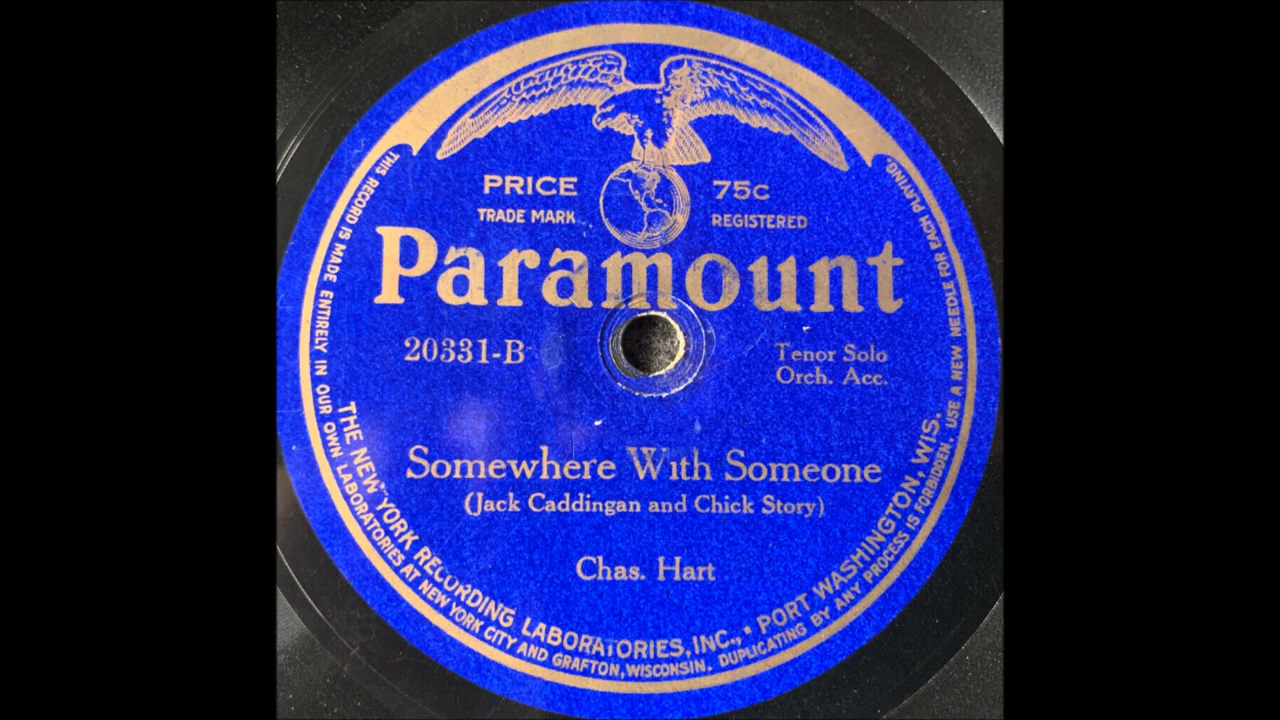 PRICE 75c
TRADE MARK REGISTERED
Paramount
20331-B
Tenor Solo
Orch. Acc.
Somewhere With Someone
(Jack Caddingan and Chick Story)
Chas. Hart
THE NEW YORK RECORDING LABORATORIES, INC., * PORT WASHINGTON, WIS.
THIS RECORD IS MADE ENTIRELY IN OUR OWN LABORATORIES AT NEW YORK CITY AND GRAFTON, WISCONSIN. DUPLICATING BY ANY PROCESS IS FORBIDDEN. USE A NEW NEEDLE FOR EACH PLAYING.